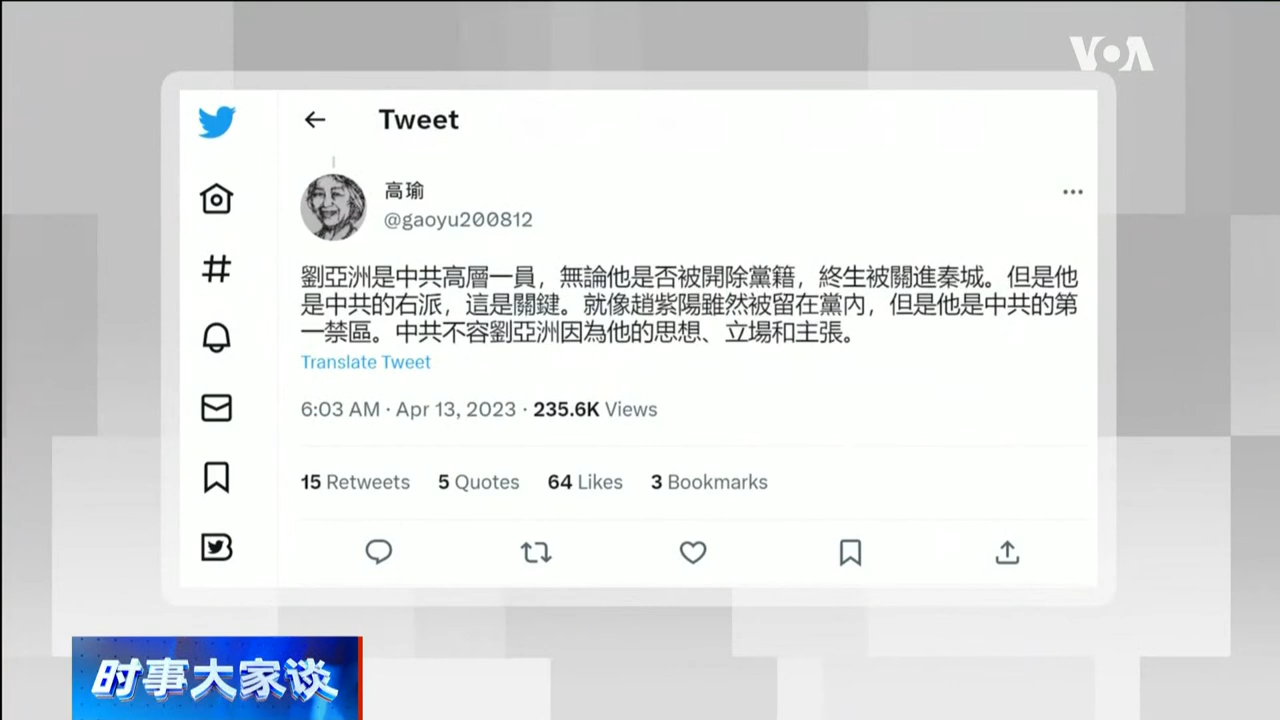 VOA
Tweet
高瑜
@gaoyu200812
劉亞洲是中共高層一員，無論他是否被開除黨籍，終生被關進秦城。但是他
是中共的右派，這是關鍵。就像趙紫陽雖然被留在黨內，但是他是中共的第
一禁區。中共不容劉亞洲因為他的思想、立場和主張。
Translate Tweet
6:03 AM · Apr 13, 2023 · 235.6K Views
15 Retweets 5 Quotes 64 Likes 3 Bookmarks
时事大家谈